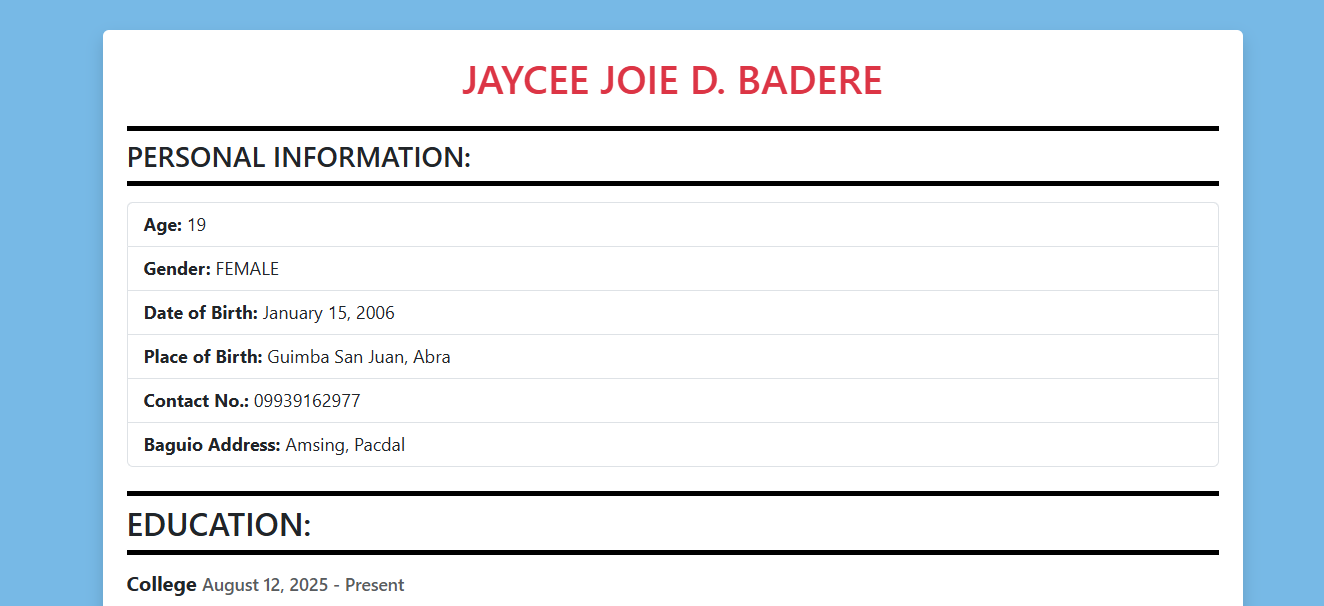 JAYCEE JOIE D. BADERE
PERSONAL INFORMATION:
Age: 19
Gender: FEMALE
Date of Birth: January 15, 2006
Place of Birth: Guimba San Juan, Abra
Contact No.: 09939162977
Baguio Address: Amsing, Pacdal
EDUCATION:
College August 12, 2025 - Present